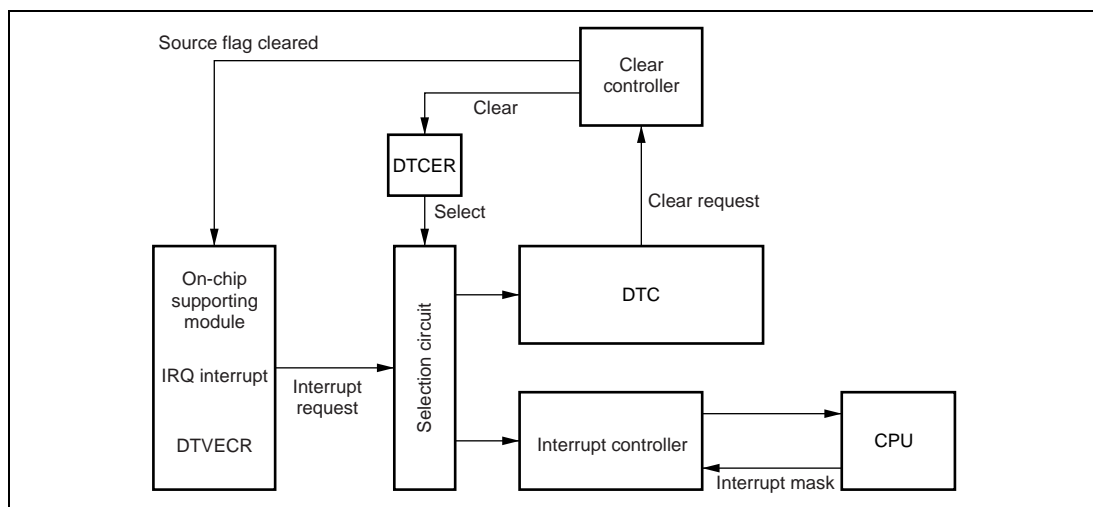 Source flag cleared
Clear
controller
Clear
DTCER
Select
Clear request
On-chip
supporting
module
IRQ interrupt
DTVECR
Interrupt
request
Selection circuit
DTC
Interrupt controller
CPU
Interrupt mask